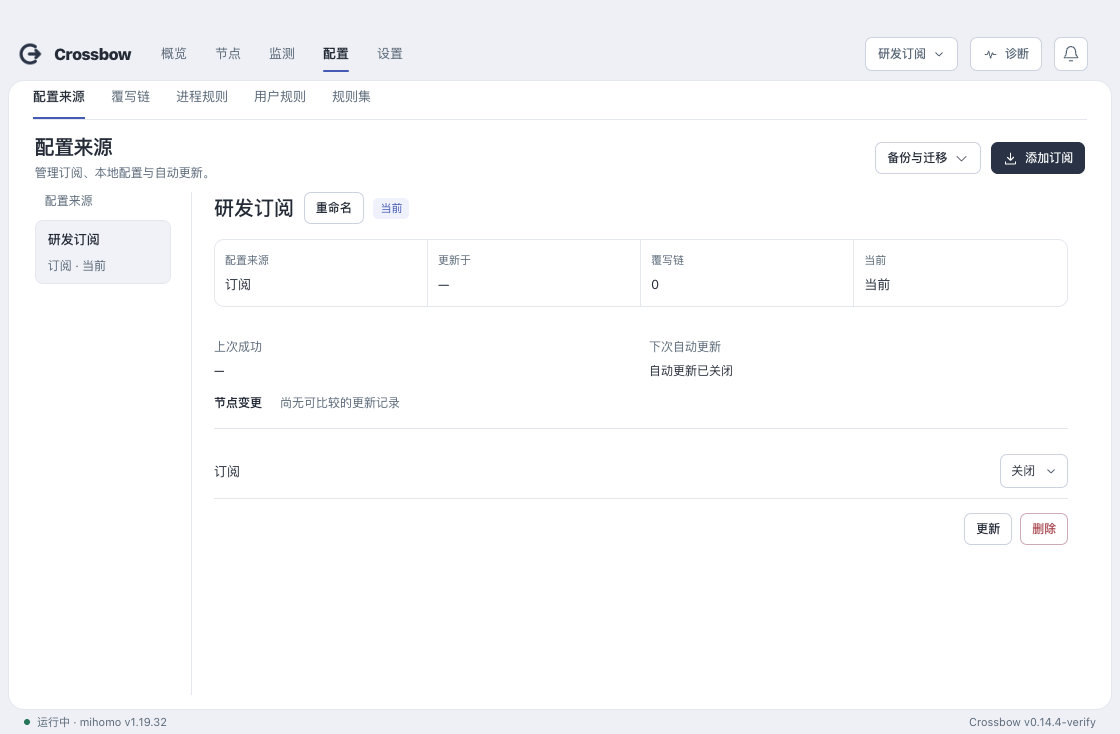 Crossbow 概览 节点 监测 配置 设置 研发订阅 诊断
配置来源 覆写链 进程规则 用户规则 规则集
配置来源
管理订阅、本地配置与自动更新。
备份与迁移 添加订阅
配置来源
研发订阅
订阅 · 当前
研发订阅 重命名 当前
配置来源 更新于 覆写链 当前
订阅 — 0 当前
上次成功 下次自动更新
— 自动更新已关闭
节点变更 尚无可比较的更新记录
订阅 关闭
更新 删除
运行中 · mihomo v1.19.32 Crossbow v0.14.4-verify